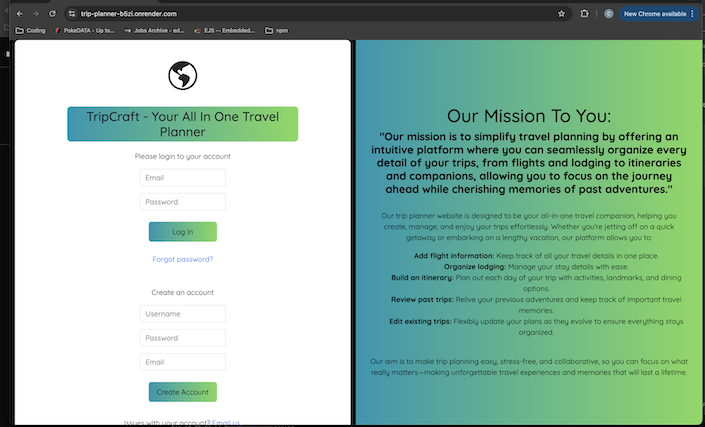 trip-planner-b5zi.onrender.com
New Chrome available
Coding
PokeDATA - Up to...
Jobs Archive - ed...
EJS -- Embedded...
npm
TripCraft - Your All In One Travel
Planner
Please login to your account
Email
Password
Log In
Forgot password?
Create an account
Username
Password
Email
Create Account
Issues with your account? Email us
Our Mission To You:
"Our mission is to simplify travel planning by offering an
intuitive platform where you can seamlessly organize every
detail of your trips, from flights and lodging to itineraries
and companions, allowing you to focus on the journey
ahead while cherishing memories of past adventures."
Our trip planner website is designed to be your all-in-one travel companion, helping you
create, manage, and enjoy your trips effortlessly. Whether you're jetting off on a quick
getaway or embarking on a lengthy vacation, our platform allows you to:
Add flight information: Keep track of all your travel details in one place.
Organize lodging: Manage your stay details with ease.
Build an itinerary: Plan out each day of your trip with activities, landmarks, and dining
options.
Review past trips: Relive your previous adventures and keep track of important travel
memories.
Edit existing trips: Flexibly update your plans as they evolve to ensure everything stays
organized.
Our aim is to make trip planning easy, stress-free, and collaborative, so you can focus on what
really matters—making unforgettable travel experiences and memories that will last a lifetime.